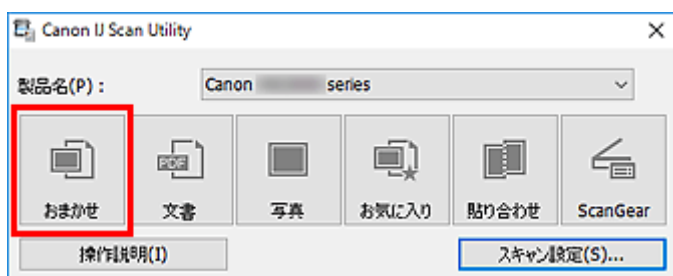 Canon IJ Scan Utility
製品名(P) : Canon series
おまかせ 文書 写真 お気に入り 貼り合わせ ScanGear
PDF
操作説明(I) スキャン設定(S)...